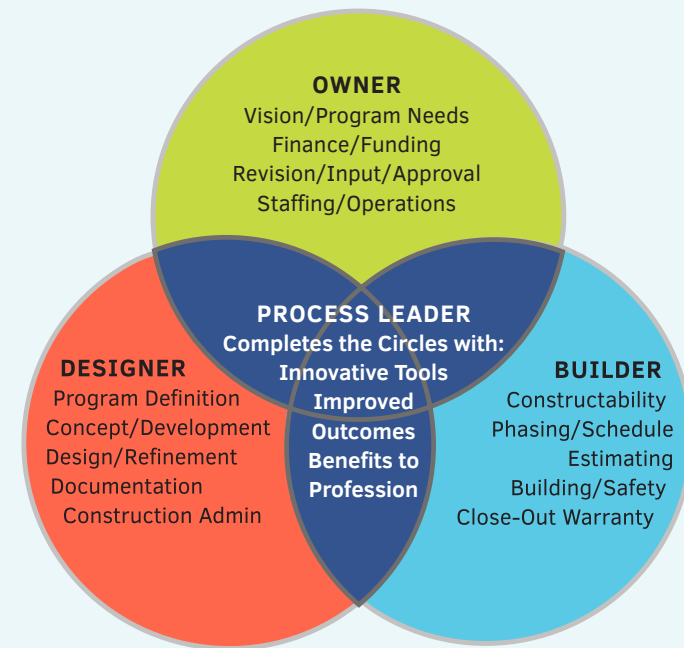 OWNER
Vision/Program Needs
Finance/Funding
Revision/Input/Approval
Staffing/Operations
PROCESS LEADER
Completes the Circles with:
Innovative Tools
Improved
Outcomes
Benefits to
Profession
DESIGNER
Program Definition
Concept/Development
Design/Refinement
Documentation
Construction Admin
BUILDER
Constructability
Phasing/Schedule
Estimating
Building/Safety
Close-Out Warranty